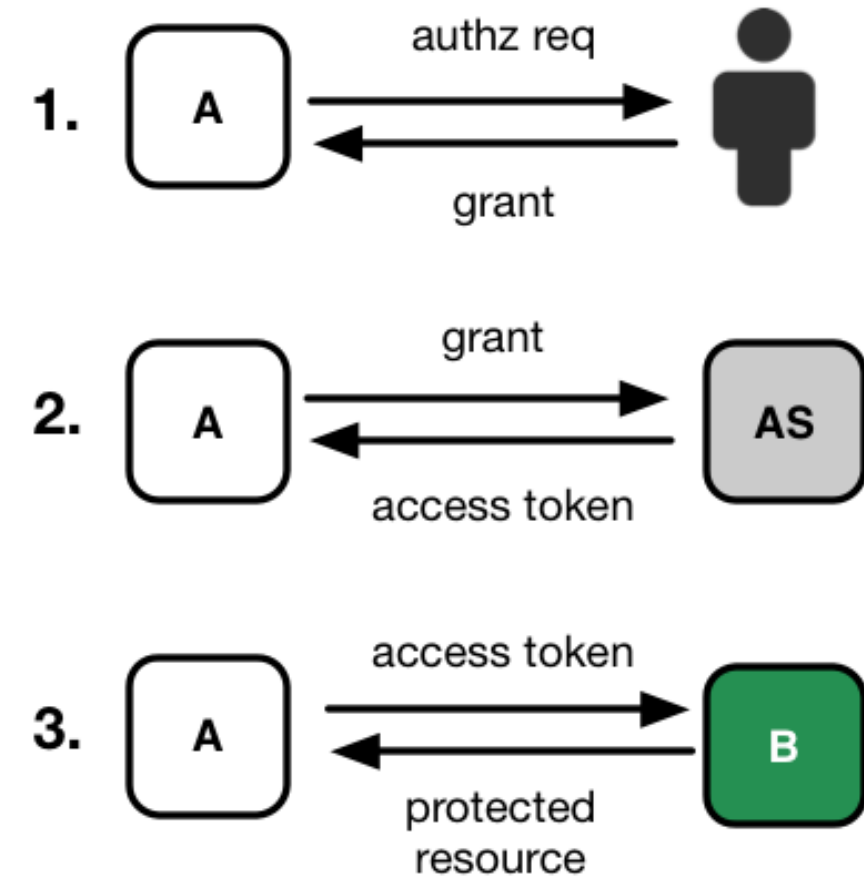 authz req
1.
A
grant
grant
2.
A
AS
access token
access token
3.
A
B
protected
resource